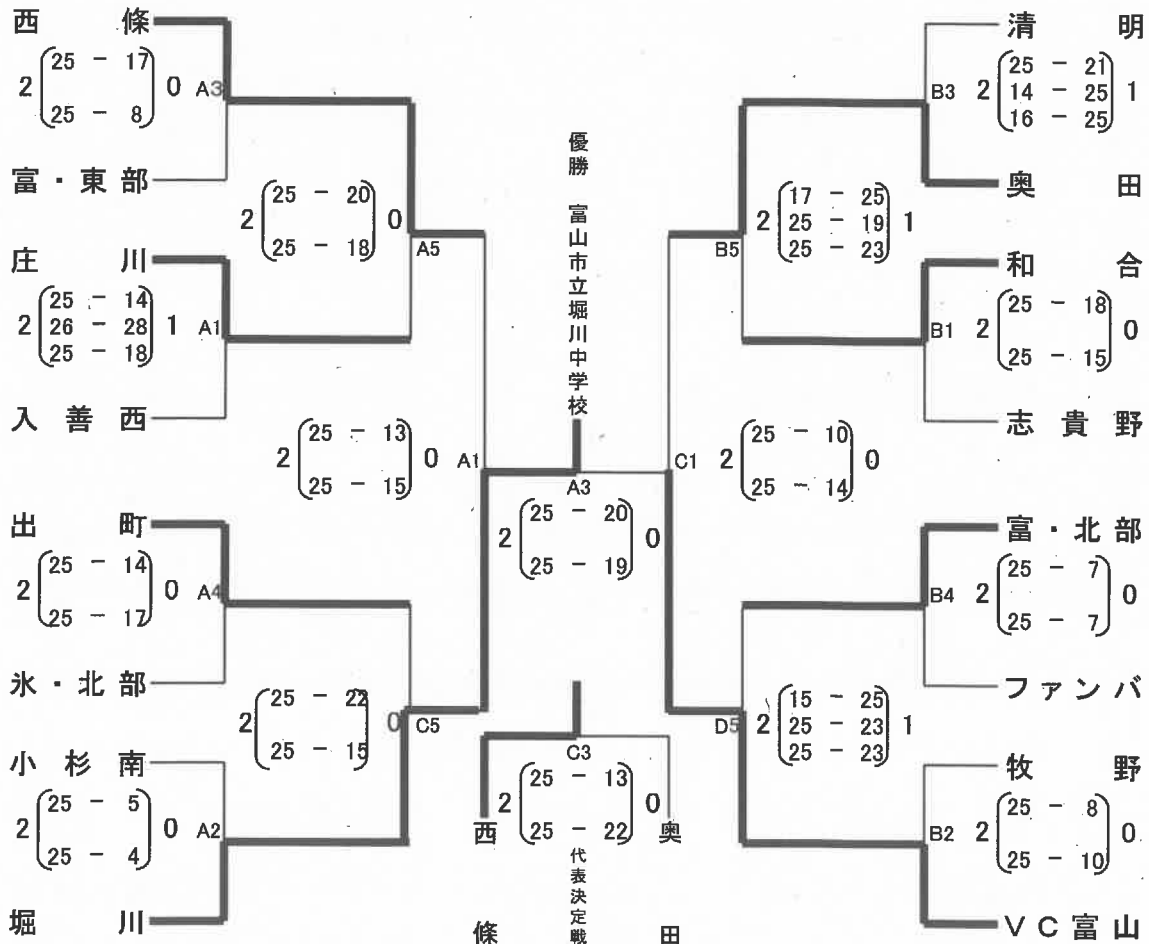 西條
2 (25 - 17 25 - 8) 0 A3
富・東部
2 (25 - 20 25 - 18) 0 A5
庄川
2 (25 - 14 26 - 28 25 - 18) 1 A1
入善西
2 (25 - 13 25 - 15) 0 A1
出町
2 (25 - 14 25 - 17) 0 A4
氷・北部
2 (25 - 22 25 - 15) 0 C5
小杉南
2 (25 - 5 25 - 4) 0 A2
堀川
優勝 富山市立堀川中学校
A3
2 (25 - 20 25 - 19) 0
C3
2 (25 - 13 25 - 22) 0
西條
代表決定戦
奥田
清明
B3 2 (25 - 21 14 - 25 16 - 25) 1
奥田
B5 2 (17 - 25 25 - 19 25 - 23) 1
和合
B1 2 (25 - 18 25 - 15) 0
志貴野
C1 2 (25 - 10 25 - 14) 0
富・北部
B4 2 (25 - 7 25 - 7) 0
ファンバ
D5 2 (15 - 25 25 - 23 25 - 23) 1
牧野
B2 2 (25 - 8 25 - 10) 0
VC富山